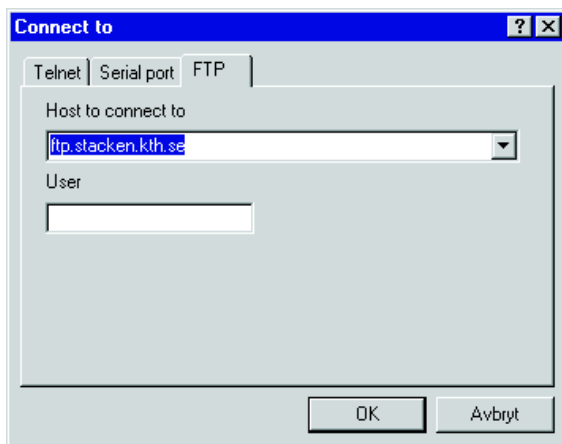 Connect to
Telnet Serial port FTP
Host to connect to
ftp.stacken.kth.se
User
OK Avbryt